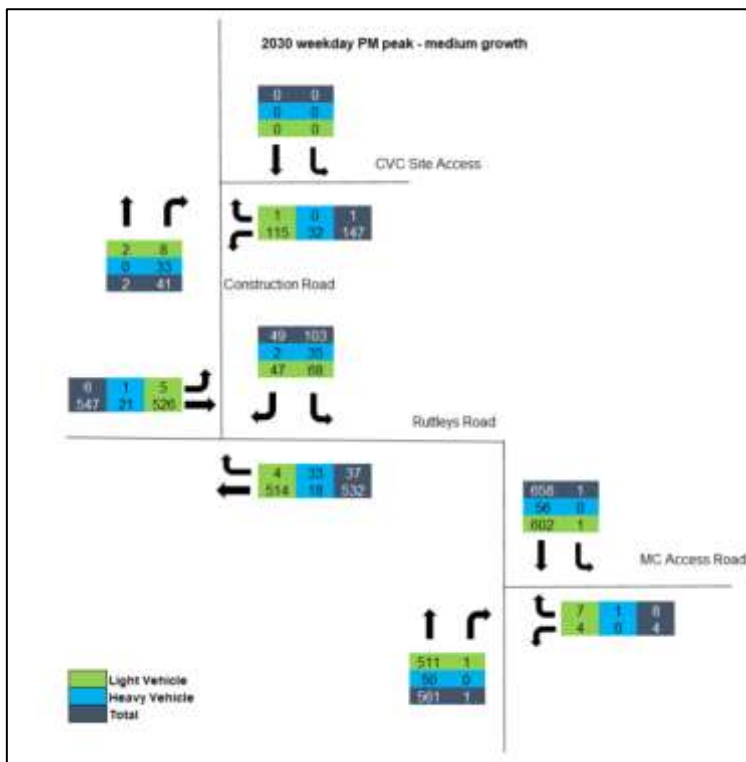 2030 weekday PM peak - medium growth
0 0
0 0
0 0
CVC Site Access
1 0 1
115 32 147
2 8
0 33
2 41
Construction Road
49 103
2 35
47 68
6 1 5
547 21 526
Ruttleys Road
4 33 37
514 18 532
658 1
56 0
602 1
MC Access Road
7 1 8
4 0 4
511 1
50 0
561 1
Light Vehicle
Heavy Vehicle
Total